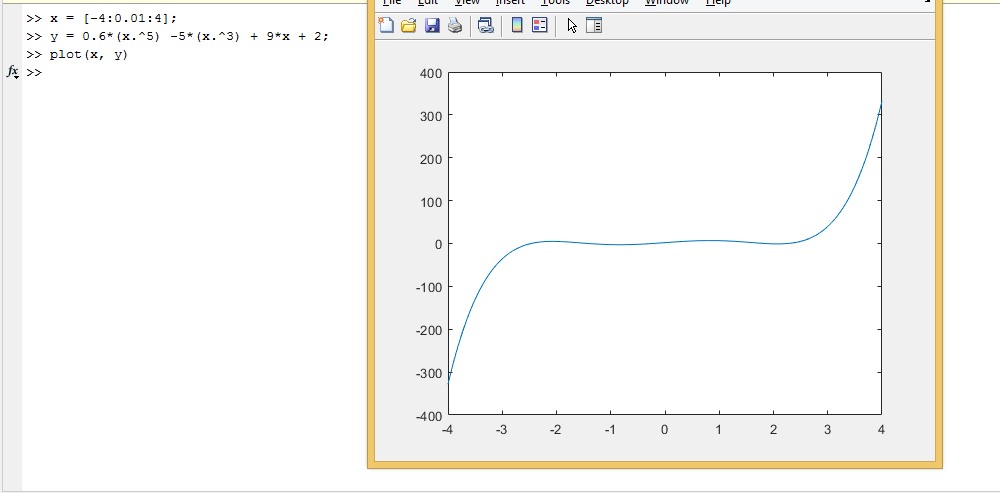 >> x = [-4:0.01:4];
>> y = 0.6*(x.^5) -5*(x.^3) + 9*x + 2;
>> plot(x, y)
fx >>
File Edit View Insert Tools Desktop Window Help
400
300
200
100
0
-100
-200
-300
-400
-4 -3 -2 -1 0 1 2 3 4